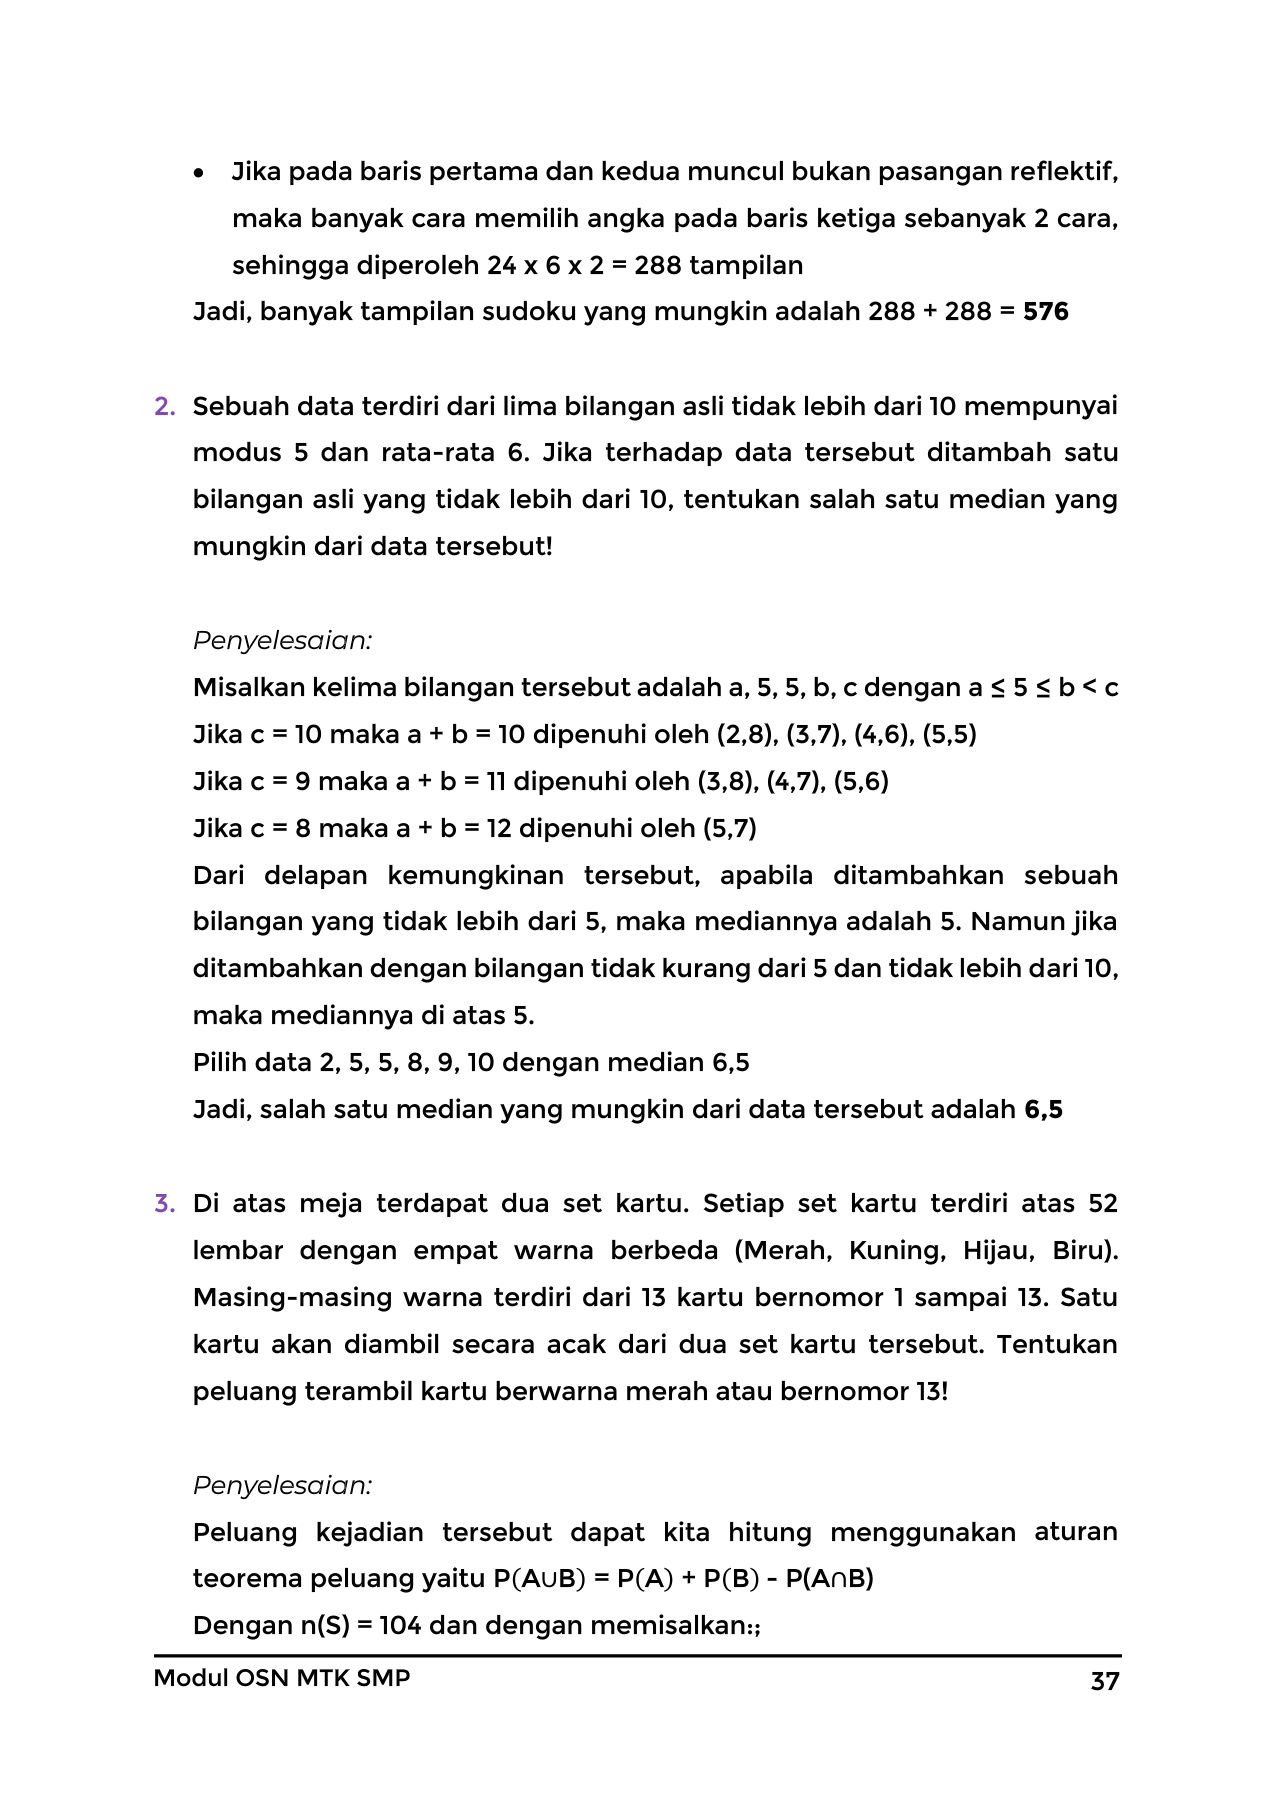 • Jika pada baris pertama dan kedua muncul bukan pasangan reflektif,
maka banyak cara memilih angka pada baris ketiga sebanyak 2 cara,
sehingga diperoleh 24 x 6 x 2 = 288 tampilan
Jadi, banyak tampilan sudoku yang mungkin adalah 288 + 288 = 576
2. Sebuah data terdiri dari lima bilangan asli tidak lebih dari 10 mempunyai
modus 5 dan rata-rata 6. Jika terhadap data tersebut ditambah satu
bilangan asli yang tidak lebih dari 10, tentukan salah satu median yang
mungkin dari data tersebut!
Penyelesaian:
Misalkan kelima bilangan tersebut adalah a, 5, 5, b, c dengan a ≤ 5 ≤ b < c
Jika c = 10 maka a + b = 10 dipenuhi oleh (2,8), (3,7), (4,6), (5,5)
Jika c = 9 maka a + b = 11 dipenuhi oleh (3,8), (4,7), (5,6)
Jika c = 8 maka a + b = 12 dipenuhi oleh (5,7)
Dari delapan kemungkinan tersebut, apabila ditambahkan sebuah
bilangan yang tidak lebih dari 5, maka mediannya adalah 5. Namun jika
ditambahkan dengan bilangan tidak kurang dari 5 dan tidak lebih dari 10,
maka mediannya di atas 5.
Pilih data 2, 5, 5, 8, 9, 10 dengan median 6,5
Jadi, salah satu median yang mungkin dari data tersebut adalah 6,5
3. Di atas meja terdapat dua set kartu. Setiap set kartu terdiri atas 52
lembar dengan empat warna berbeda (Merah, Kuning, Hijau, Biru).
Masing-masing warna terdiri dari 13 kartu bernomor 1 sampai 13. Satu
kartu akan diambil secara acak dari dua set kartu tersebut. Tentukan
peluang terambil kartu berwarna merah atau bernomor 13!
Penyelesaian:
Peluang kejadian tersebut dapat kita hitung menggunakan aturan
teorema peluang yaitu P(A∪B) = P(A) + P(B) - P(A∩B)
Dengan n(S) = 104 dan dengan memisalkan:;
Modul OSN MTK SMP
37